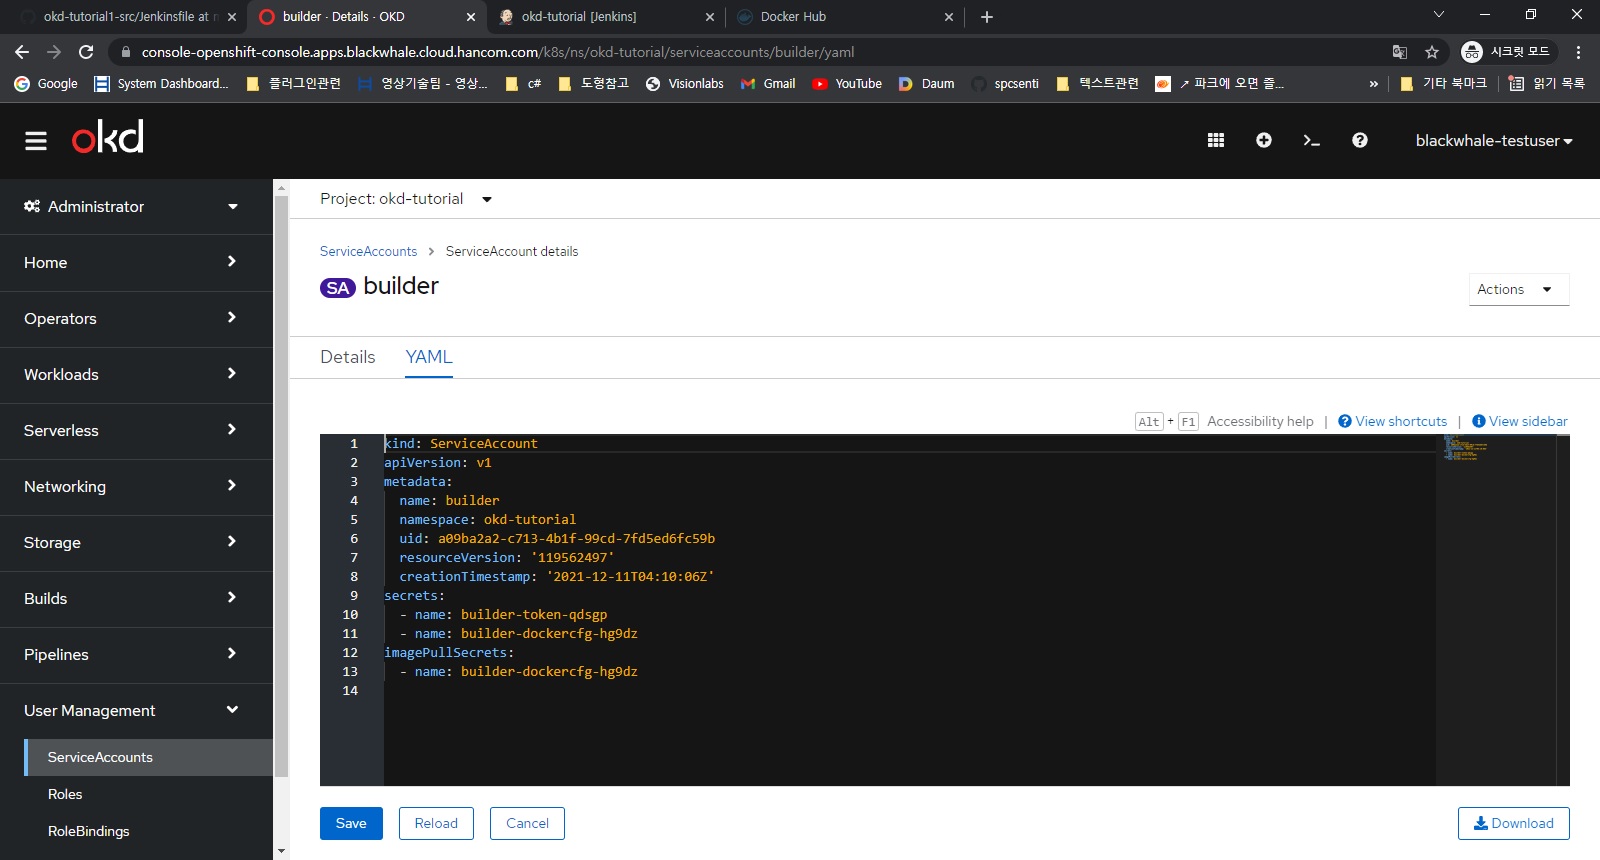 okd-tutorial1-src/Jenkinsfile at
builder · Details · OKD
okd-tutorial [Jenkins]
Docker Hub
console-openshift-console.apps.blackwhale.cloud.hancom.com/k8s/ns/okd-tutorial/serviceaccounts/builder/yaml
시크릿 모드
Google
System Dashboard...
플러그인관련
영상기술팀 - 영상...
c#
도형참고
Visionlabs
Gmail
YouTube
Daum
spcsenti
텍스트관련
↗ 파크에 오면 즐...
»
기타 북마크
읽기 목록
okd
blackwhale-testuser
Administrator
Home
Operators
Workloads
Serverless
Networking
Storage
Builds
Pipelines
User Management
ServiceAccounts
Roles
RoleBindings
Project: okd-tutorial
ServiceAccounts > ServiceAccount details
SA builder
Actions
Details YAML
Alt + F1 Accessibility help | View shortcuts | View sidebar
1 kind: ServiceAccount
2 apiVersion: v1
3 metadata:
4 name: builder
5 namespace: okd-tutorial
6 uid: a09ba2a2-c713-4b1f-99cd-7fd5ed6fc59b
7 resourceVersion: '119562497'
8 creationTimestamp: '2021-12-11T04:10:06Z'
9 secrets:
10 - name: builder-token-qdsgp
11 - name: builder-dockercfg-hg9dz
12 imagePullSecrets:
13 - name: builder-dockercfg-hg9dz
14
Save Reload Cancel Download